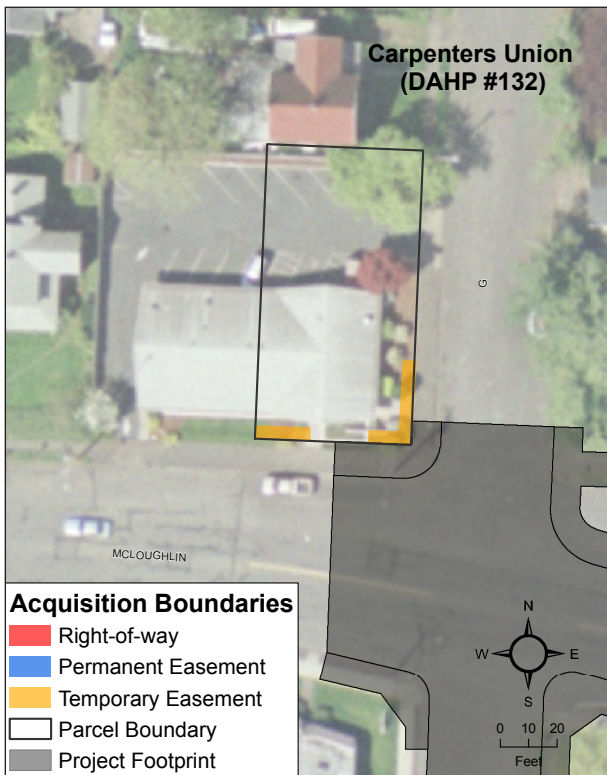 Carpenters Union
(DAHP #132)
G
MCLOUGHLIN
Acquisition Boundaries
Right-of-way
Permanent Easement
Temporary Easement
Parcel Boundary
Project Footprint
N
W E
S
0 10 20
Feet